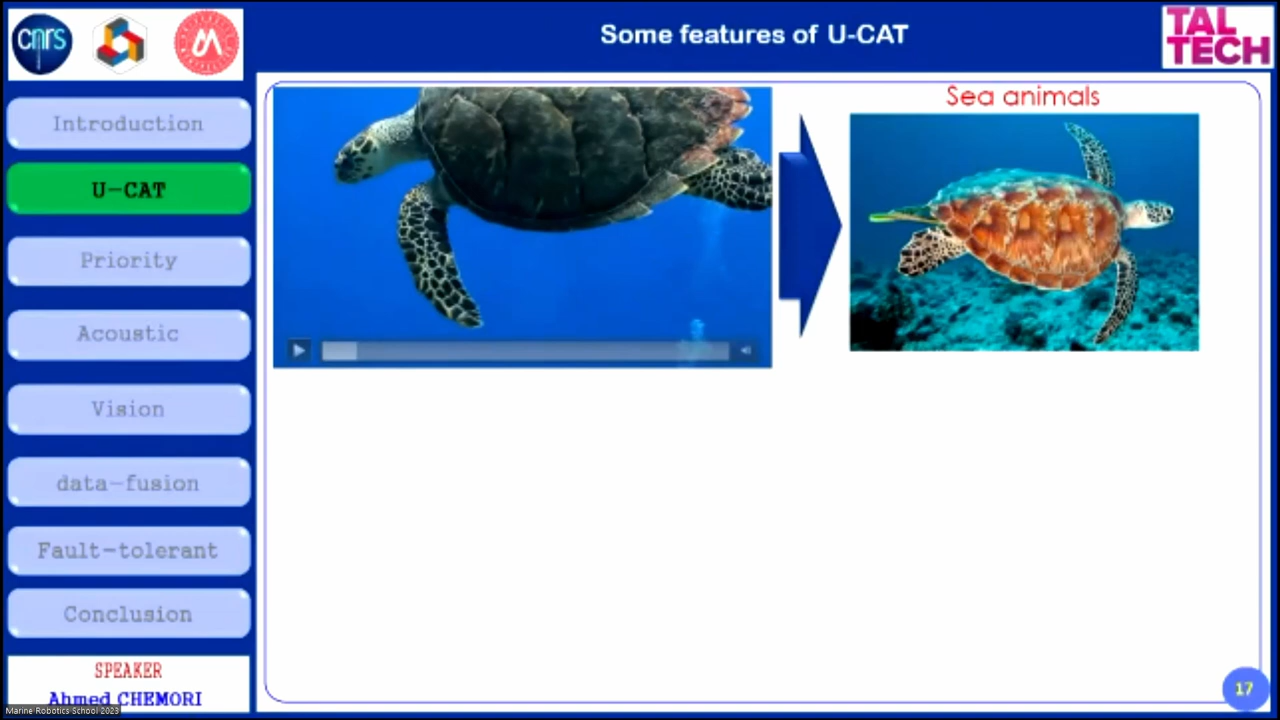 cnrs
Some features of U-CAT
TAL
TECH
Introduction
U-CAT
Priority
Acoustic
Vision
data-fusion
Fault-tolerant
Conclusion
SPEAKER
Ahmed CHEMORI
Marine Robotics School 2023
Sea animals
17